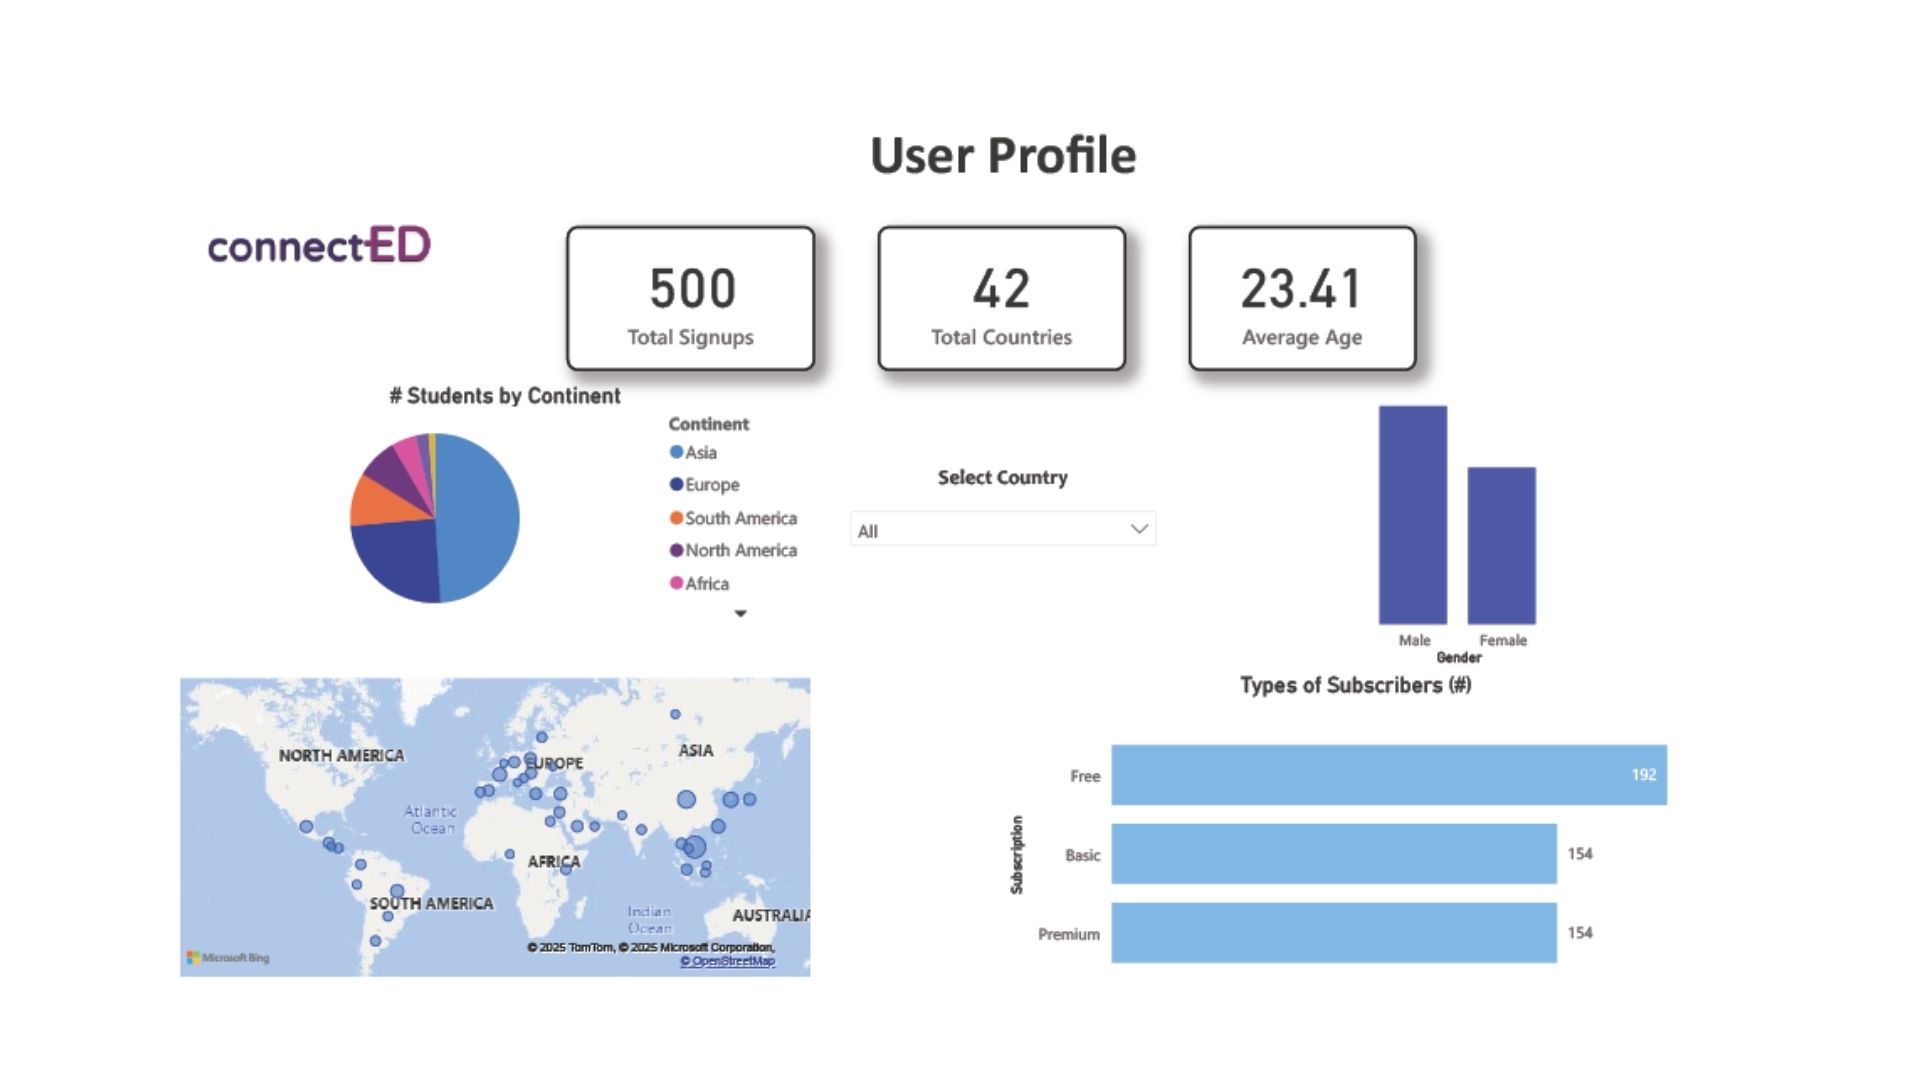 User Profile
connectED
500
Total Signups
42
Total Countries
23.41
Average Age
# Students by Continent
Continent
Asia
Europe
South America
North America
Africa
Select Country
All
Male
Female
Gender
NORTH AMERICA
EUROPE
ASIA
Atlantic
Ocean
AFRICA
SOUTH AMERICA
Indian
Ocean
AUSTRALIA
© 2025 TomTom, © 2025 Microsoft Corporation,
© OpenStreetMap
Microsoft Bing
Types of Subscribers (#)
Subscription
Free
192
Basic
154
Premium
154